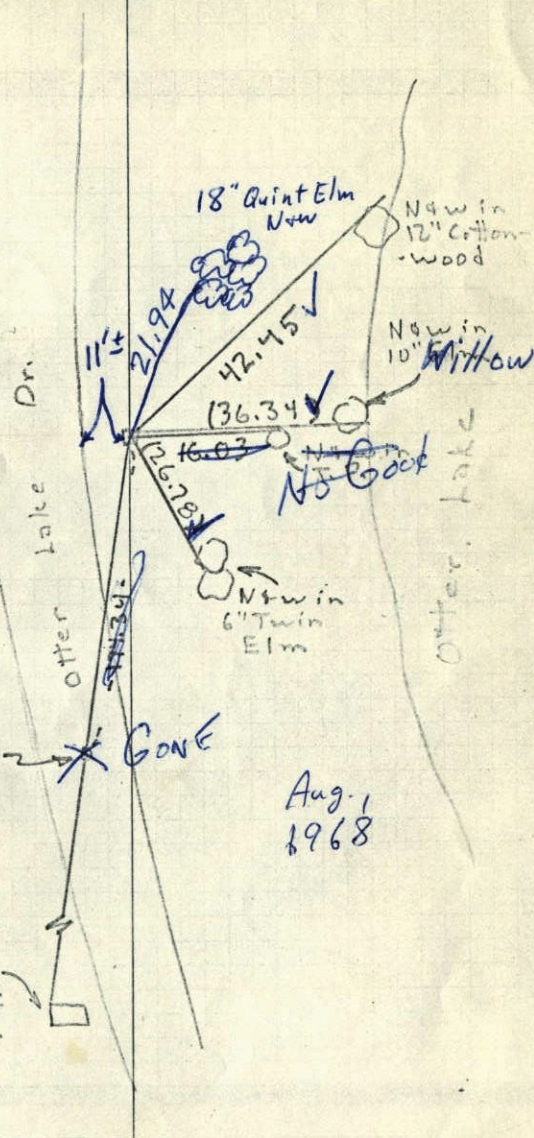 18" Quint Elm
N&W
N&W in
12" Cotton-
-wood
21.94
42.45
11'±
N&W in
10"
Willow
(36.34)
16.03
No Good
(26.78)
N&W in
6" Twin
Elm
Otter Lake Dr.
Otter Lake
GONE
Aug.,
1968